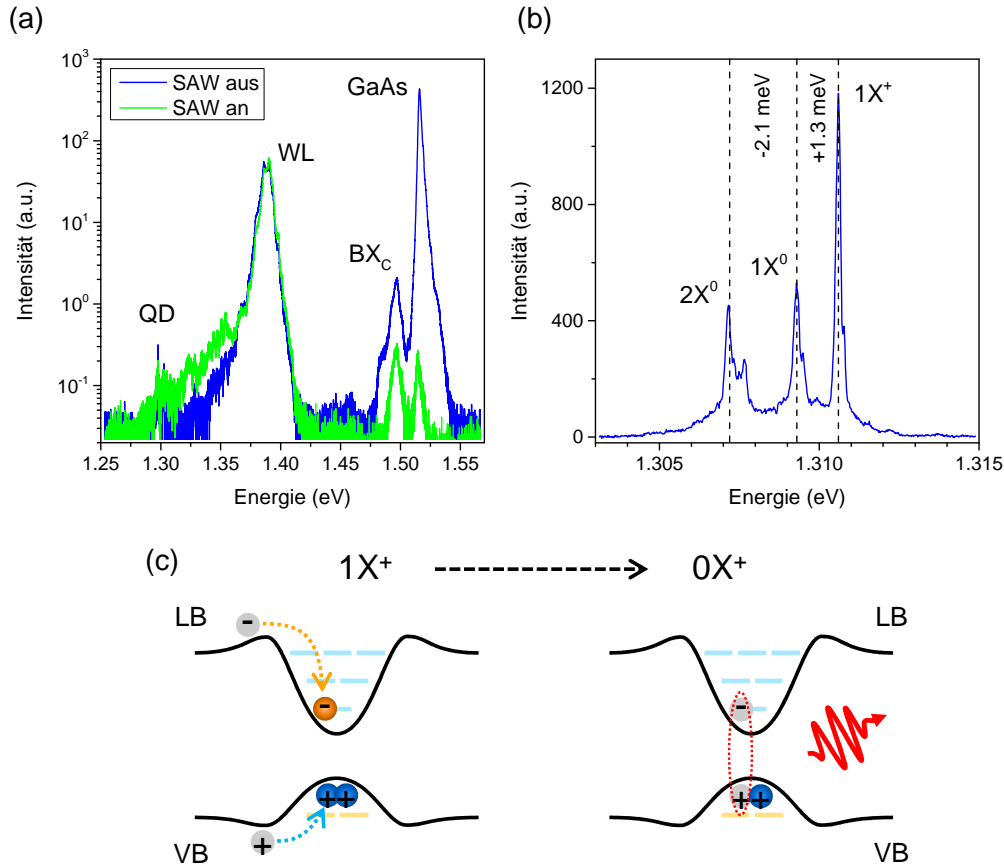 (a)
(b)
10³
10²
10¹
10⁰
10⁻¹
SAW aus
SAW an
GaAs
WL
BX_C
QD
Intensität (a.u.)
1.25 1.30 1.35 1.40 1.45 1.50 1.55
Energie (eV)
1200
800
400
0
-2.1 meV
+1.3 meV
1X⁺
1X⁰
2X⁰
Intensität (a.u.)
1.305 1.310 1.315
Energie (eV)
(c)
1X⁺
0X⁺
LB
LB
-
-
+ +
+
+ +
VB
VB